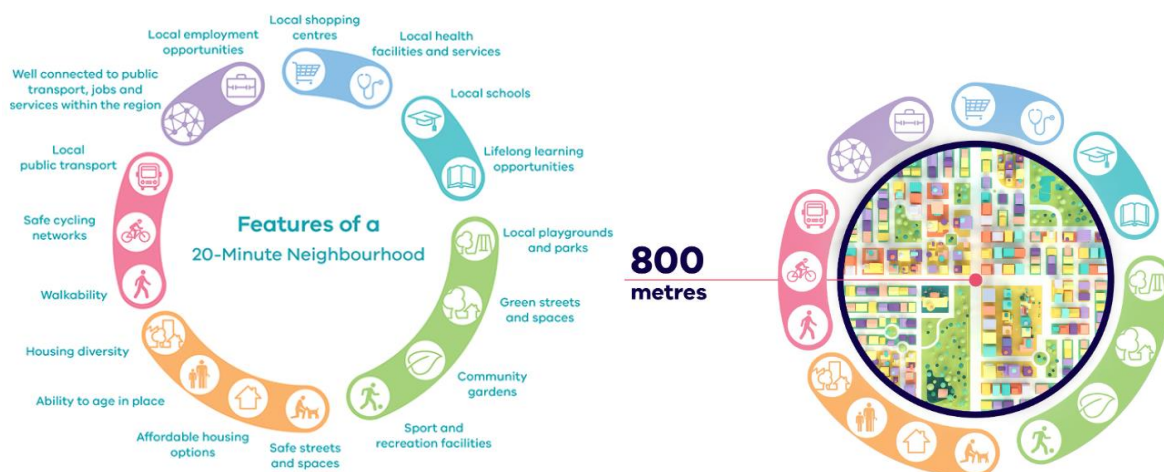 Local shopping
centres
Local employment
opportunities
Local health
facilities and services
Well connected to public
transport, jobs and
services within the region
Local schools
Local
public transport
Lifelong learning
opportunities
Features of a
20-Minute Neighbourhood
Safe cycling
networks
Local playgrounds
and parks
Walkability
Green streets
and spaces
Housing diversity
Community
gardens
Ability to age in place
Affordable housing
options
Safe streets
and spaces
Sport and
recreation facilities
800
metres